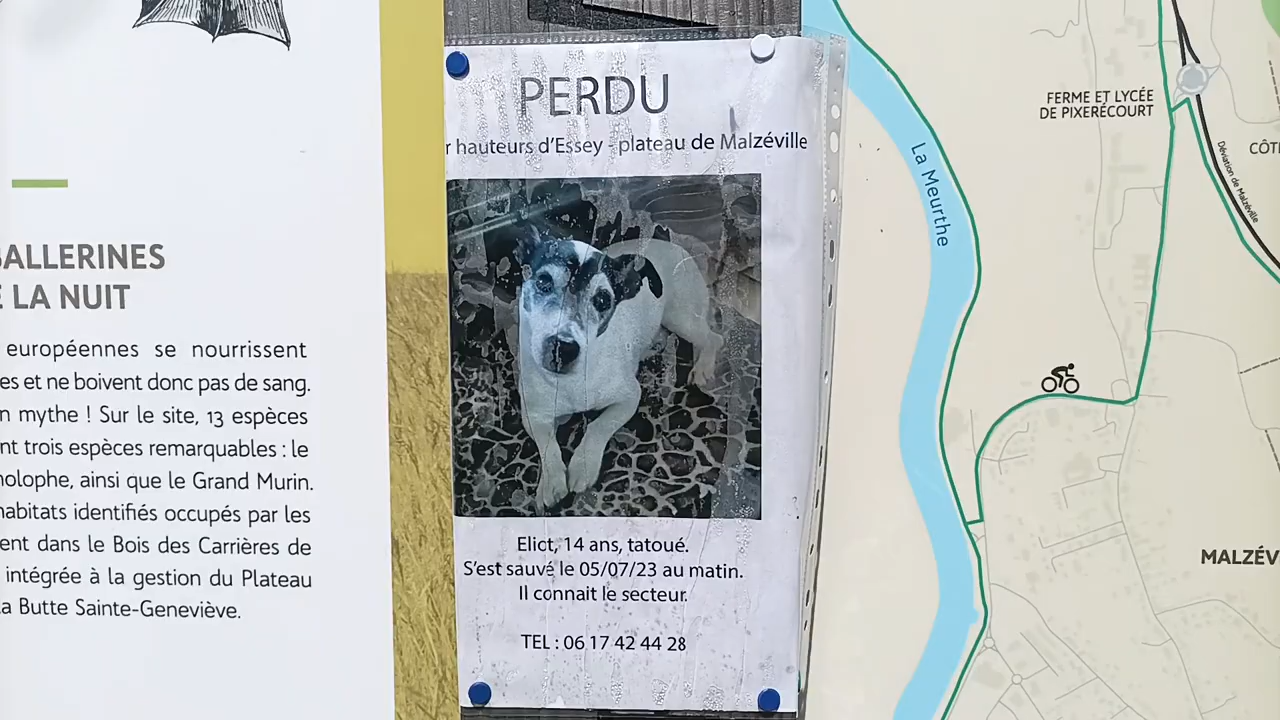 BALLERINES
LA NUIT
européennes se nourrissent
es et ne boivent donc pas de sang.
n mythe ! Sur le site, 13 espèces
nt trois espèces remarquables : le
nolophe, ainsi que le Grand Murin.
habitats identifiés occupés par les
ent dans le Bois des Carrières de
intégrée à la gestion du Plateau
la Butte Sainte-Geneviève.
PERDU
r hauteurs d'Essey - plateau de Malzéville
Elict, 14 ans, tatoué.
S'est sauvé le 05/07/23 au matin.
Il connait le secteur.
TEL : 06 17 42 44 28
La Meurthe
FERME ET LYCÉE
DE PIXERÉCOURT
Déviation de Malzéville
CÔT
MALZÉV